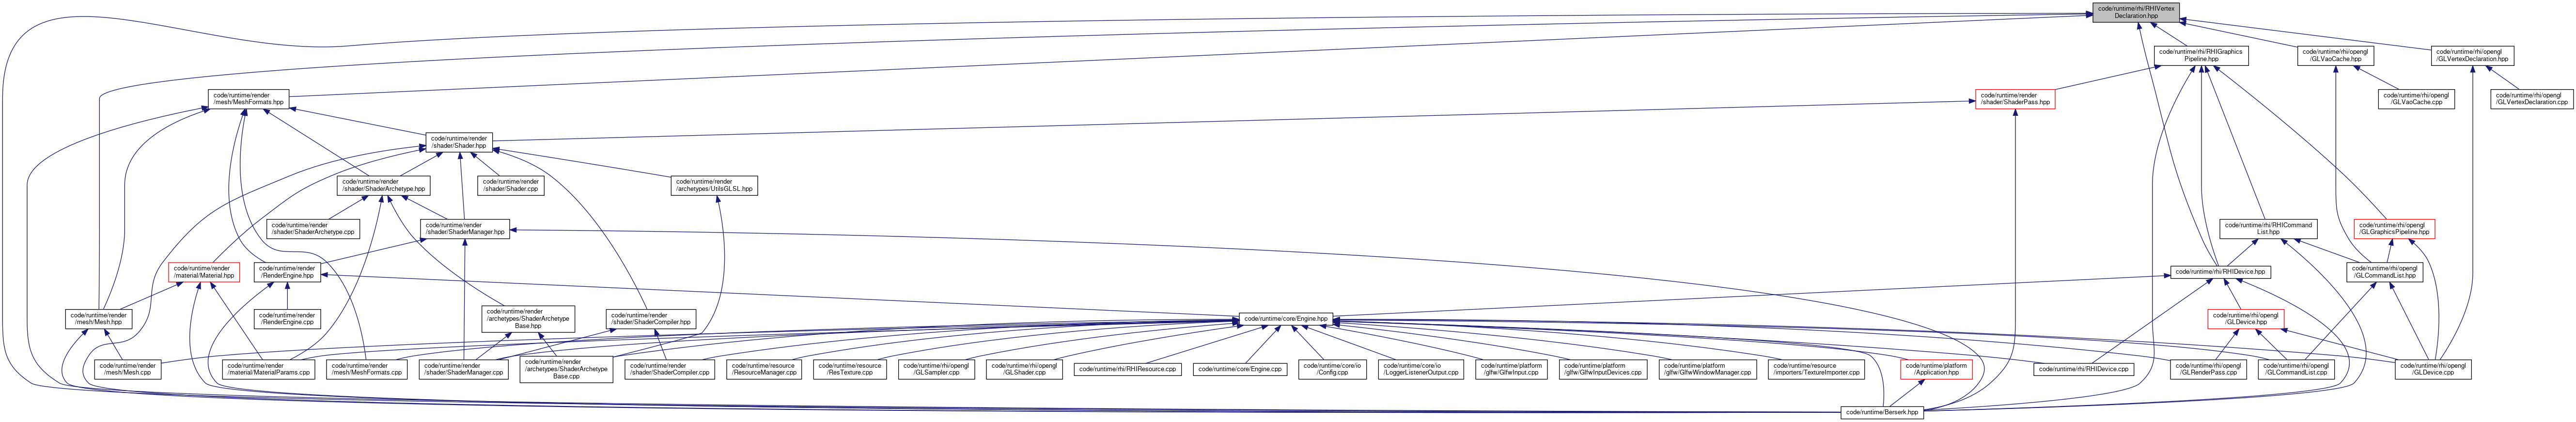 code/runtime/rhi/RHIVertex
Declaration.hpp
code/runtime/rhi/RHIGraphics
Pipeline.hpp
code/runtime/rhi/opengl
/GLVaoCache.hpp
code/runtime/rhi/opengl
/GLVertexDeclaration.hpp
code/runtime/render
/mesh/MeshFormats.hpp
code/runtime/render
/shader/ShaderPass.hpp
code/runtime/rhi/opengl
/GLVaoCache.cpp
code/runtime/rhi/opengl
/GLVertexDeclaration.cpp
code/runtime/render
/shader/Shader.hpp
code/runtime/render
/shader/ShaderArchetype.hpp
code/runtime/render
/shader/Shader.cpp
code/runtime/render
/archetypes/UtilsGLSL.hpp
code/runtime/render
/shader/ShaderArchetype.cpp
code/runtime/render
/shader/ShaderManager.hpp
code/runtime/rhi/RHICommand
List.hpp
code/runtime/rhi/opengl
/GLGraphicsPipeline.hpp
code/runtime/render
/material/Material.hpp
code/runtime/render
/RenderEngine.hpp
code/runtime/rhi/RHIDevice.hpp
code/runtime/rhi/opengl
/GLCommandList.hpp
code/runtime/render
/mesh/Mesh.hpp
code/runtime/render
/RenderEngine.cpp
code/runtime/render
/archetypes/ShaderArchetype
Base.hpp
code/runtime/render
/shader/ShaderCompiler.hpp
code/runtime/core/Engine.hpp
code/runtime/rhi/opengl
/GLDevice.hpp
code/runtime/render
/mesh/Mesh.cpp
code/runtime/render
/material/MaterialParams.cpp
code/runtime/render
/mesh/MeshFormats.cpp
code/runtime/render
/shader/ShaderManager.cpp
code/runtime/render
/archetypes/ShaderArchetype
Base.cpp
code/runtime/render
/shader/ShaderCompiler.cpp
code/runtime/resource
/ResourceManager.cpp
code/runtime/resource
/ResTexture.cpp
code/runtime/rhi/opengl
/GLSampler.cpp
code/runtime/rhi/opengl
/GLShader.cpp
code/runtime/rhi/RHIResource.cpp
code/runtime/core/Engine.cpp
code/runtime/core/io
/Config.cpp
code/runtime/core/io
/LoggerListenerOutput.cpp
code/runtime/platform
/glfw/GlfwInput.cpp
code/runtime/platform
/glfw/GlfwInputDevices.cpp
code/runtime/platform
/glfw/GlfwWindowManager.cpp
code/runtime/resource
/importers/TextureImporter.cpp
code/runtime/platform
/Application.hpp
code/runtime/rhi/RHIDevice.cpp
code/runtime/rhi/opengl
/GLRenderPass.cpp
code/runtime/rhi/opengl
/GLCommandList.cpp
code/runtime/rhi/opengl
/GLDevice.cpp
code/runtime/Berserk.hpp